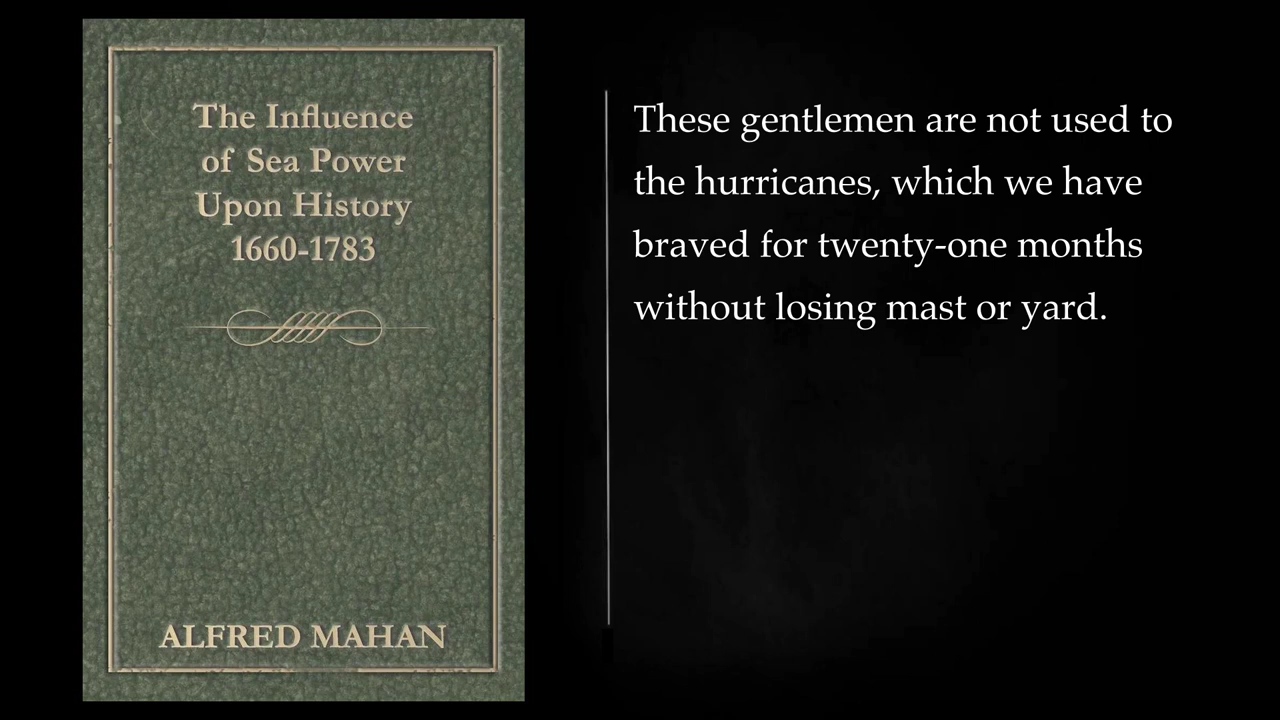 The Influence
of Sea Power
Upon History
1660-1783
ALFRED MAHAN
These gentlemen are not used to
the hurricanes, which we have
braved for twenty-one months
without losing mast or yard.